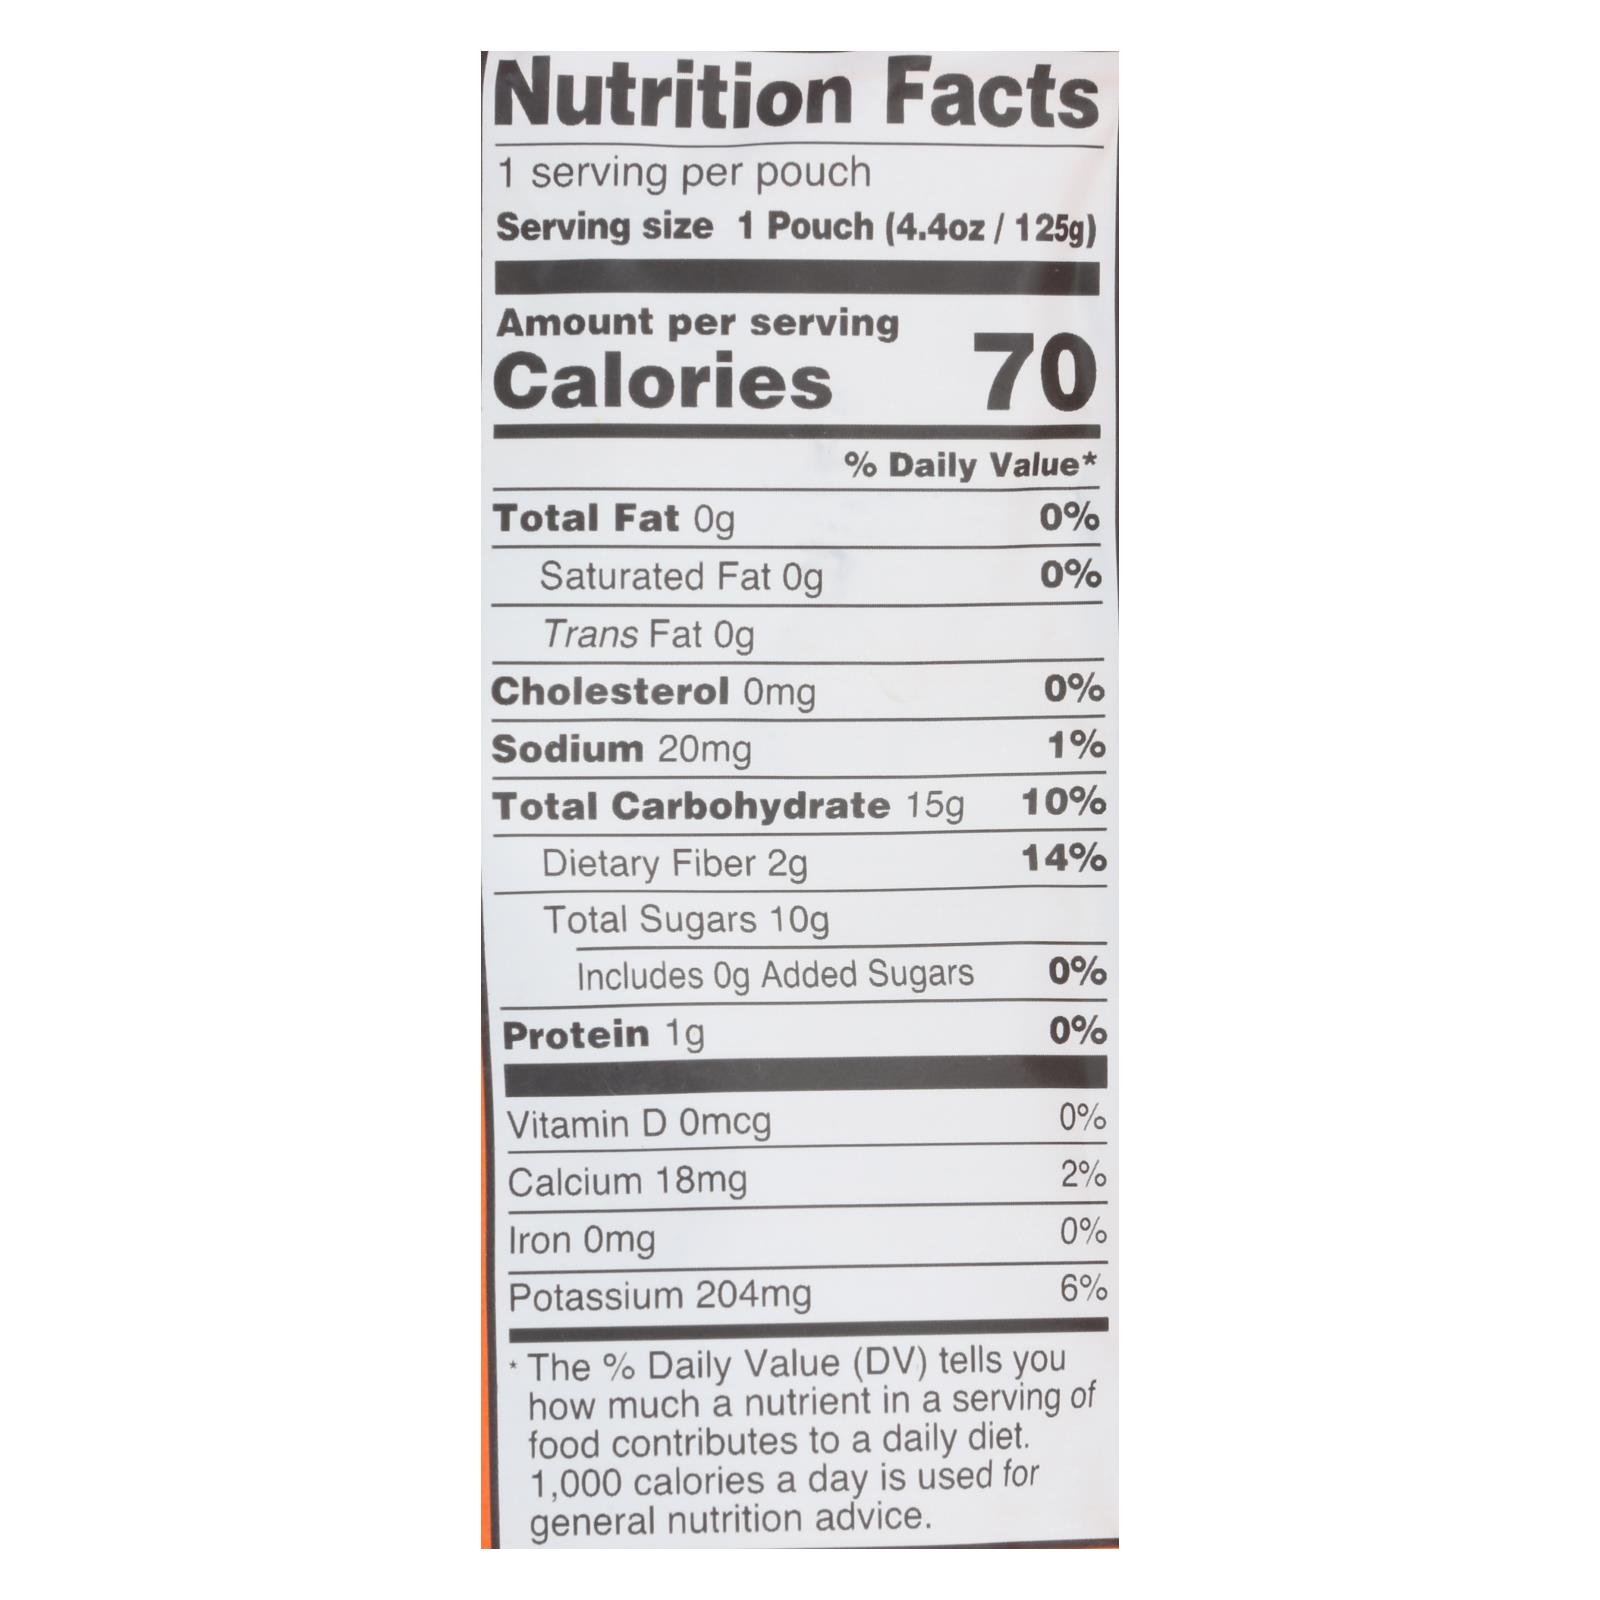 Nutrition Facts
1 serving per pouch
Serving size 1 Pouch (4.4oz / 125g)
Amount per serving
Calories 70
% Daily Value*
Total Fat 0g 0%
Saturated Fat 0g 0%
Trans Fat 0g
Cholesterol 0mg 0%
Sodium 20mg 1%
Total Carbohydrate 15g 10%
Dietary Fiber 2g 14%
Total Sugars 10g
Includes 0g Added Sugars 0%
Protein 1g 0%
Vitamin D 0mcg 0%
Calcium 18mg 2%
Iron 0mg 0%
Potassium 204mg 6%
* The % Daily Value (DV) tells you
how much a nutrient in a serving of
food contributes to a daily diet.
1,000 calories a day is used for
general nutrition advice.